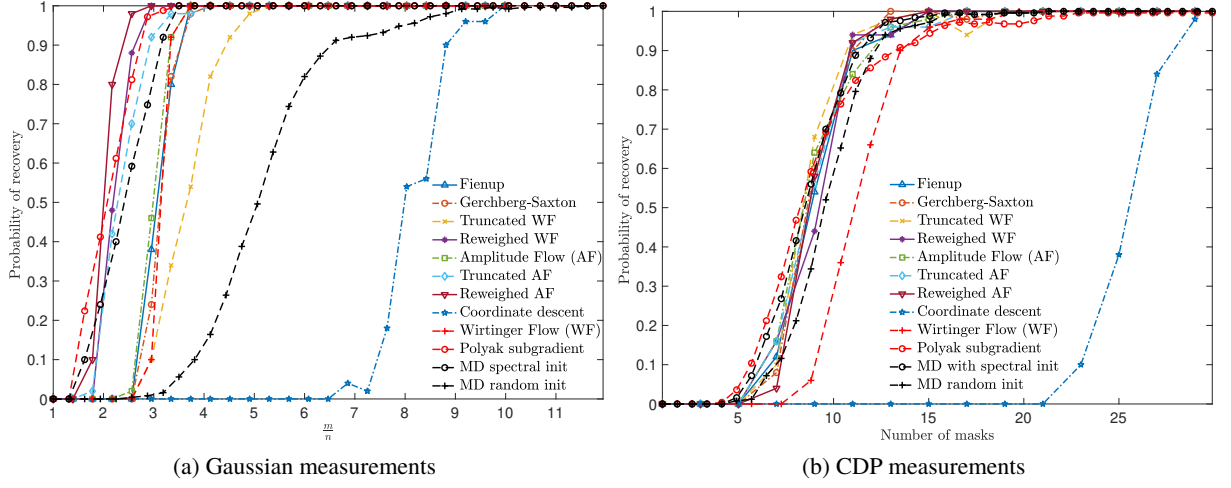 1
0.9
0.8
0.7
0.6
0.5
0.4
0.3
0.2
0.1
0
Probability of recovery
1 2 3 4 5 6 7 8 9 10 11
m/n
Fienup
Gerchberg-Saxton
Truncated WF
Reweighed WF
Amplitude Flow (AF)
Truncated AF
Reweighed AF
Coordinate descent
Wirtinger Flow (WF)
Polyak subgradient
MD spectral init
MD random init
(a) Gaussian measurements
1
0.9
0.8
0.7
0.6
0.5
0.4
0.3
0.2
0.1
0
Probability of recovery
5 10 15 20 25
Number of masks
Fienup
Gerchberg-Saxton
Truncated WF
Reweighed WF
Amplitude Flow (AF)
Truncated AF
Reweighed AF
Coordinate descent
Wirtinger Flow (WF)
Polyak subgradient
MD with spectral init
MD random init
(b) CDP measurements